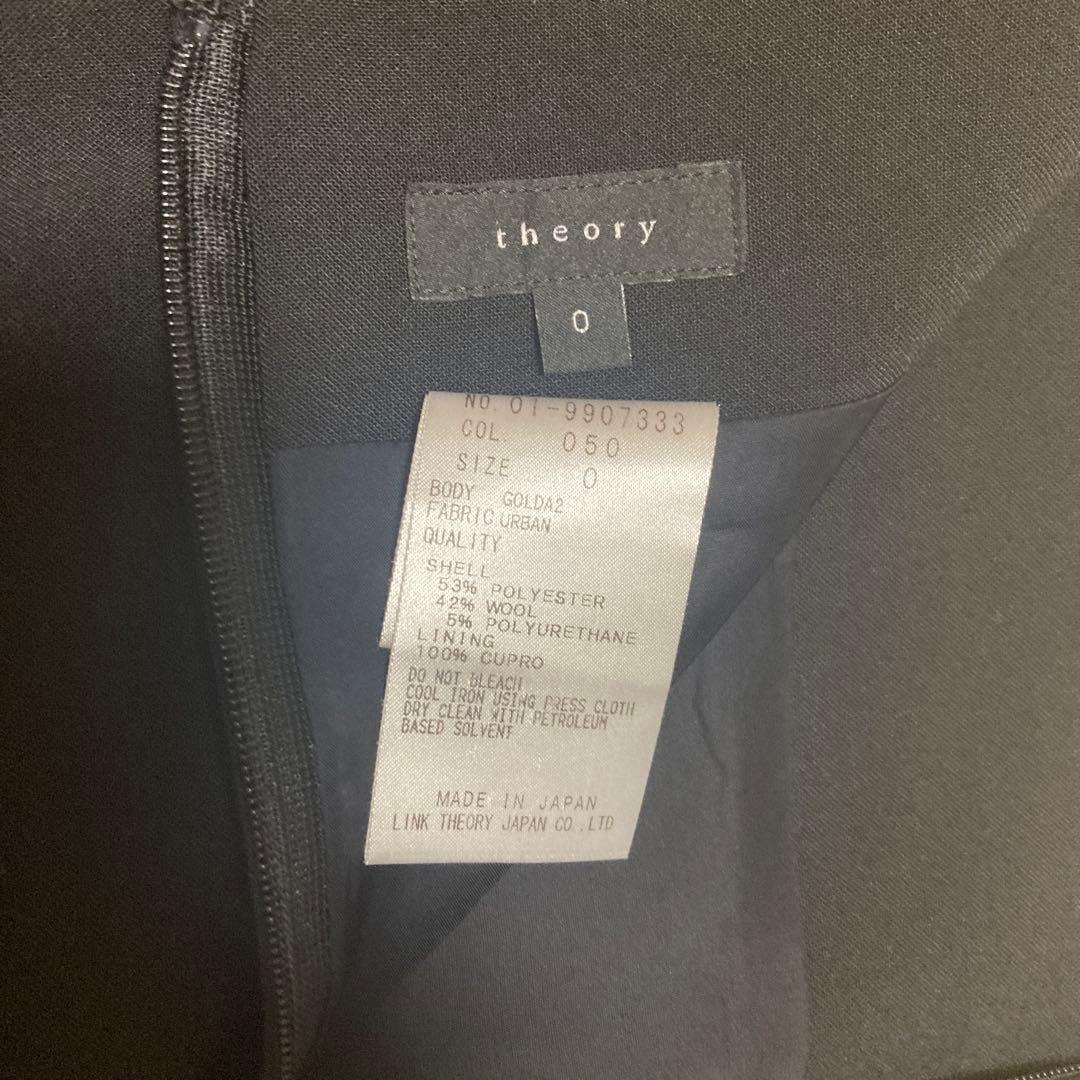 theory
0
NO. 01-9907333
COL. 050
SIZE 0
BODY GOLDA2
FABRIC URBAN
QUALITY
SHELL
53% POLYESTER
42% WOOL
5% POLYURETHANE
LINING
100% CUPRO
DO NOT BLEACH
COOL IRON USING PRESS CLOTH
DRY CLEAN WITH PETROLEUM
BASED SOLVENT
MADE IN JAPAN
LINK THEORY JAPAN CO.,LTD